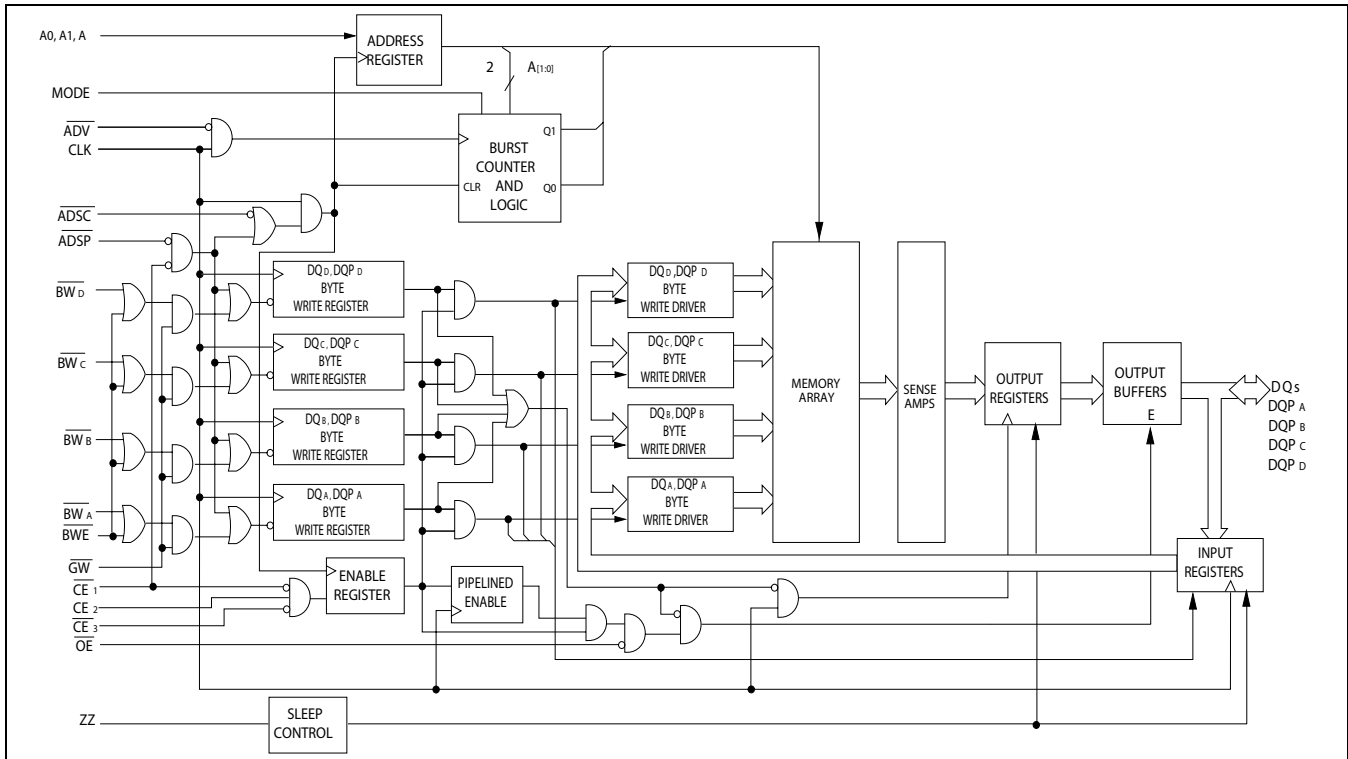 A0, A1, A
ADDRESS
REGISTER
2
A[1:0]
MODE
ADV
CLK
BURST
COUNTER
AND
LOGIC
CLR
Q1
Q0
ADSC
ADSP
DQ D, DQP D
BYTE
WRITE REGISTER
DQ D, DQP D
BYTE
WRITE DRIVER
BW D
DQ C, DQP C
BYTE
WRITE REGISTER
DQ C, DQP C
BYTE
WRITE DRIVER
BW C
MEMORY
ARRAY
SENSE
AMPS
OUTPUT
REGISTERS
OUTPUT
BUFFERS
E
DQs
DQP A
DQP B
DQP C
DQP D
DQ B, DQP B
BYTE
WRITE REGISTER
DQ B, DQP B
BYTE
WRITE DRIVER
BW B
DQ A, DQP A
BYTE
WRITE REGISTER
DQ A, DQP A
BYTE
WRITE DRIVER
BW A
BWE
GW
CE 1
CE 2
CE 3
OE
ENABLE
REGISTER
PIPELINED
ENABLE
INPUT
REGISTERS
ZZ
SLEEP
CONTROL